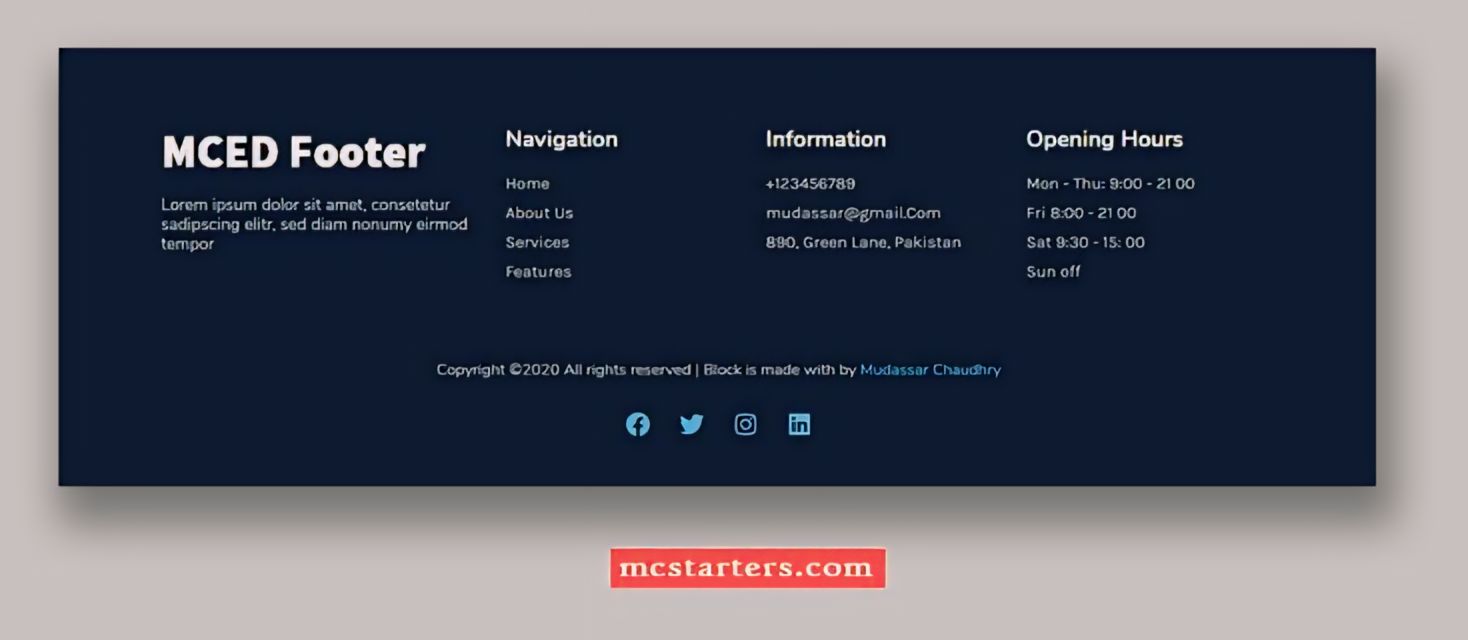 MCED Footer
Lorem ipsum dolor sit amet, consetetur
sadipscing elitr, sed diam nonumy eirmod
tempor
Navigation
Home
About Us
Services
Features
Information
+123456789
mudassar@gmail.Com
890, Green Lane, Pakistan
Opening Hours
Mon - Thu: 9:00 - 21 00
Fri 8:00 - 21 00
Sat 9:30 - 15: 00
Sun off
Copyright ©2020 All rights reserved | Block is made with by Mudassar Chaudhry
mcstarters.com